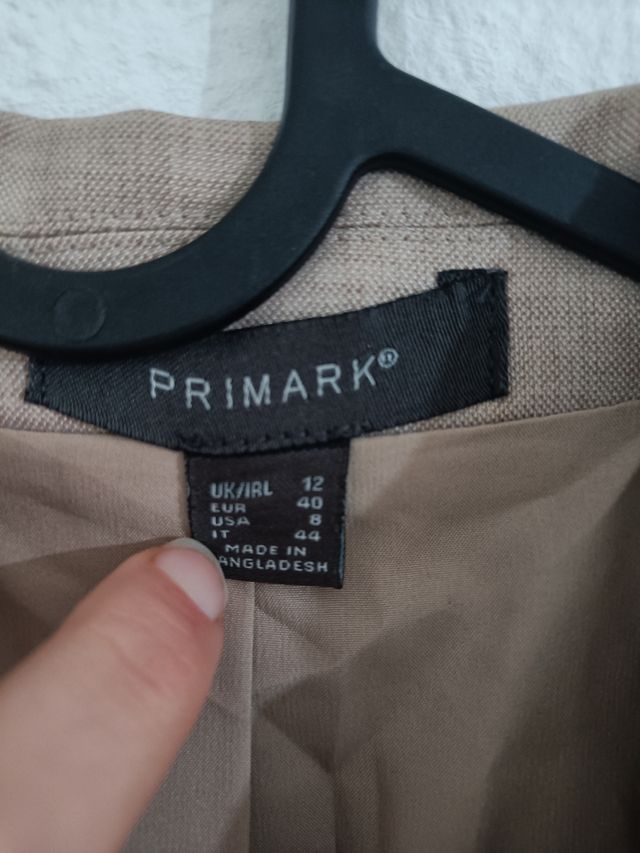 PRIMARK®
UK/IRL 12
EUR 40
USA 8
IT 44
MADE IN
ANGLADESH